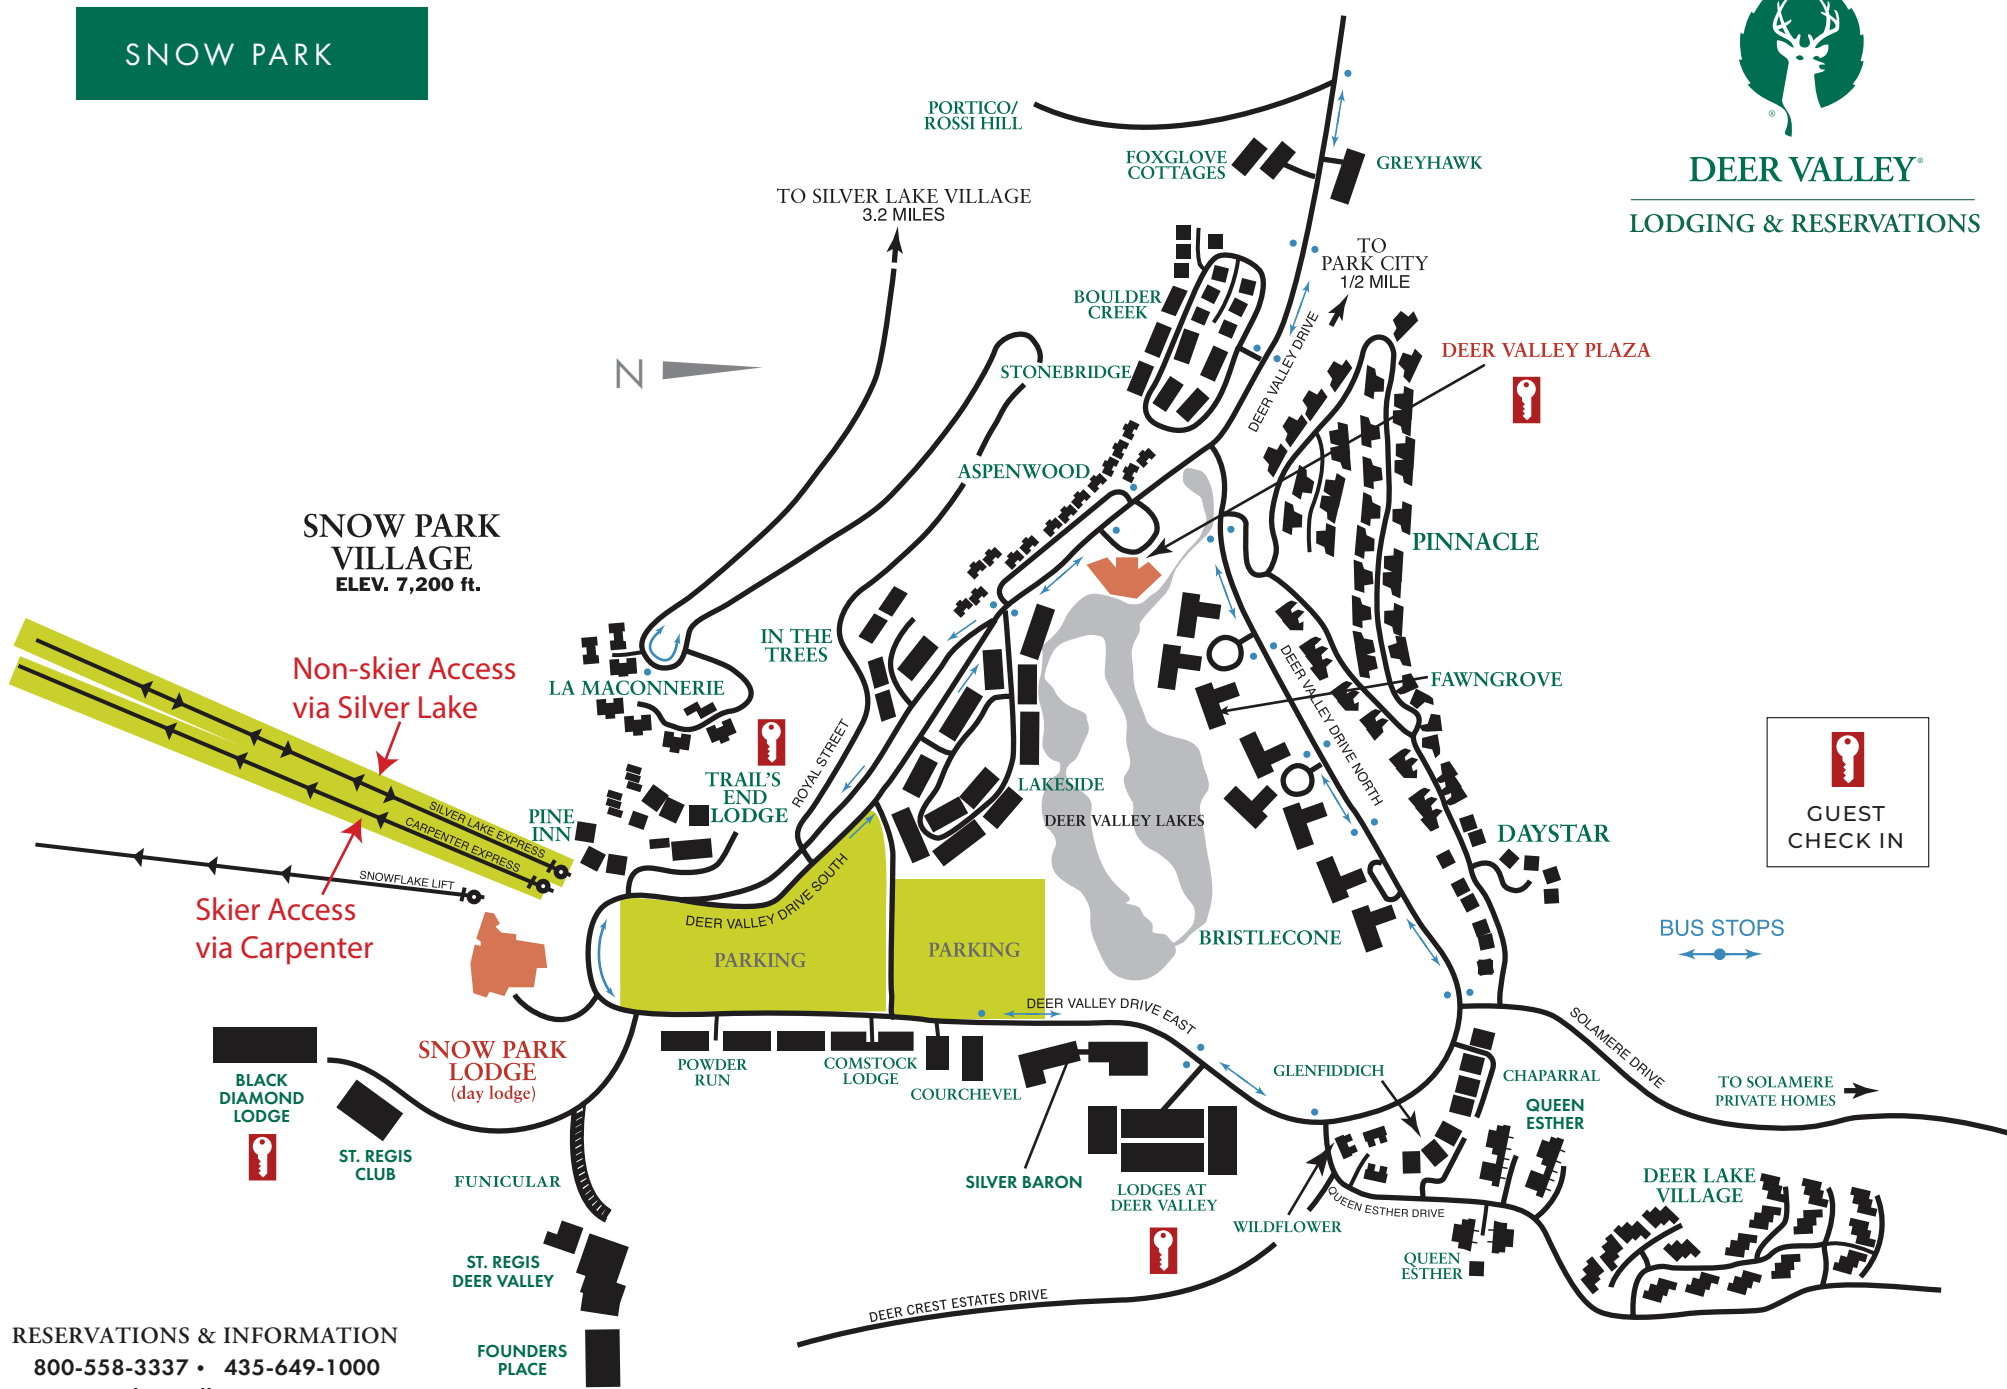 SNOW PARK
®
DEER VALLEY®
LODGING & RESERVATIONS
PORTICO/
ROSSI HILL
FOXGLOVE
COTTAGES
GREYHAWK
TO SILVER LAKE VILLAGE
3.2 MILES
TO
PARK CITY
1/2 MILE
BOULDER
CREEK
DEER VALLEY DRIVE
DEER VALLEY PLAZA
N
STONEBRIDGE
ASPENWOOD
SNOW PARK
VILLAGE
ELEV. 7,200 ft.
PINNACLE
IN THE
TREES
Non-skier Access
via Silver Lake
LA MACONNERIE
FAWNGROVE
DEER VALLEY DRIVE NORTH
ROYAL STREET
TRAIL'S
END
LODGE
LAKESIDE
DEER VALLEY LAKES
PINE
INN
SILVER LAKE EXPRESS
CARPENTER EXPRESS
SNOWFLAKE LIFT
DAYSTAR
GUEST
CHECK IN
Skier Access
via Carpenter
DEER VALLEY DRIVE SOUTH
PARKING
PARKING
BRISTLECONE
BUS STOPS
DEER VALLEY DRIVE EAST
SOLAMERE DRIVE
SNOW PARK
LODGE
(day lodge)
POWDER
RUN
COMSTOCK
LODGE
COURCHEVEL
GLENFIDDICH
CHAPARRAL
TO SOLAMERE
PRIVATE HOMES
BLACK
DIAMOND
LODGE
QUEEN
ESTHER
ST. REGIS
CLUB
FUNICULAR
SILVER BARON
LODGES AT
DEER VALLEY
DEER LAKE
VILLAGE
QUEEN ESTHER DRIVE
WILDFLOWER
QUEEN
ESTHER
ST. REGIS
DEER VALLEY
DEER CREST ESTATES DRIVE
FOUNDERS
PLACE
RESERVATIONS & INFORMATION
800-558-3337 • 435-649-1000